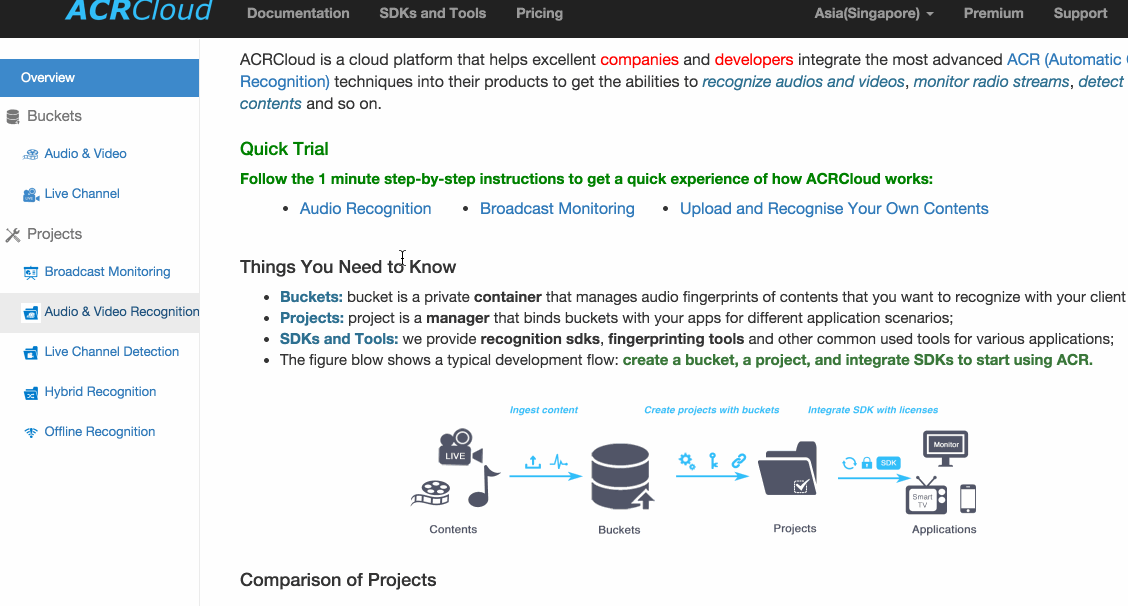 ACRCloud Documentation SDKs and Tools Pricing Asia(Singapore) Premium Support
Overview
Buckets
Audio & Video
Live Channel
Projects
Broadcast Monitoring
Audio & Video Recognition
Live Channel Detection
Hybrid Recognition
Offline Recognition
ACRCloud is a cloud platform that helps excellent companies and developers integrate the most advanced ACR (Automatic
Recognition) techniques into their products to get the abilities to recognize audios and videos, monitor radio streams, detect
contents and so on.
Quick Trial
Follow the 1 minute step-by-step instructions to get a quick experience of how ACRCloud works:
• Audio Recognition • Broadcast Monitoring • Upload and Recognise Your Own Contents
Things You Need to Know
• Buckets: bucket is a private container that manages audio fingerprints of contents that you want to recognize with your client
• Projects: project is a manager that binds buckets with your apps for different application scenarios;
• SDKs and Tools: we provide recognition sdks, fingerprinting tools and other common used tools for various applications;
• The figure blow shows a typical development flow: create a bucket, a project, and integrate SDKs to start using ACR.
Ingest content Create projects with buckets Integrate SDK with licenses
LIVE
SDK
Monitor
Smart
TV
Contents Buckets Projects Applications
Comparison of Projects